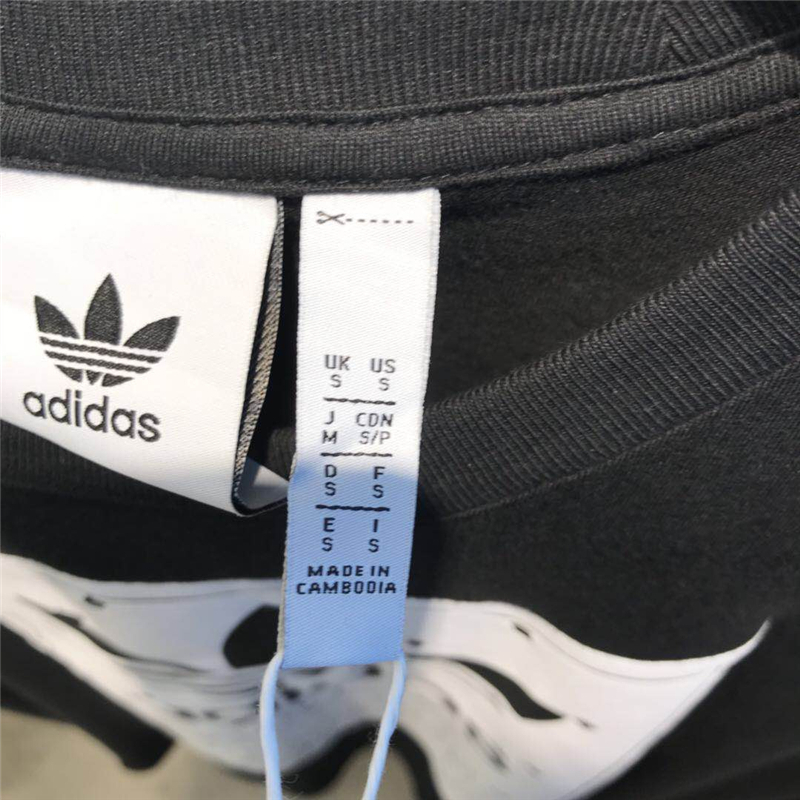 adidas
UK US
S S
J CDN
M S/P
D F
S S
E I
S S
MADE IN
CAMBODIA